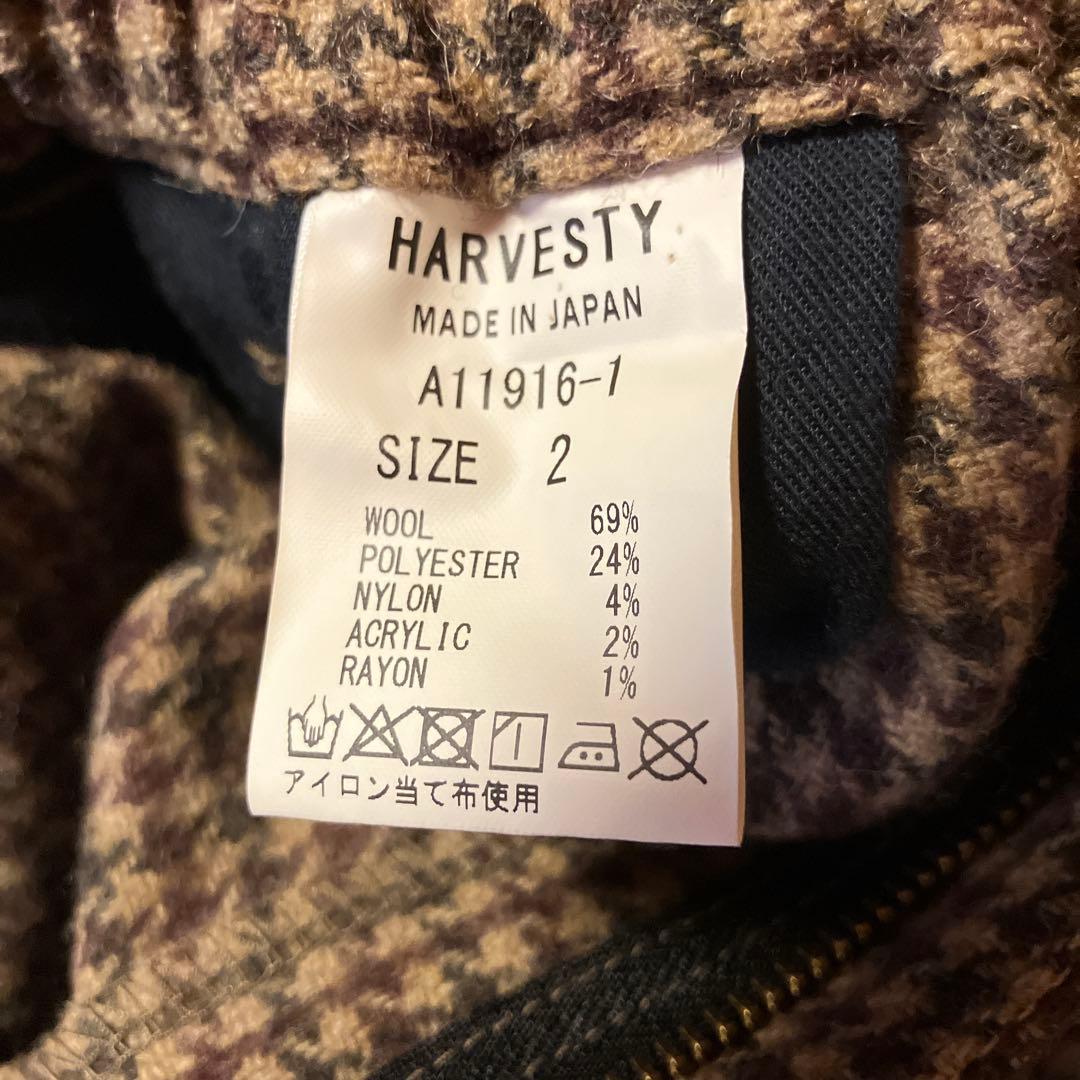 HARVESTY
MADE IN JAPAN
A11916-1
SIZE 2
WOOL 69%
POLYESTER 24%
NYLON 4%
ACRYLIC 2%
RAYON 1%
アイロン当て布使用